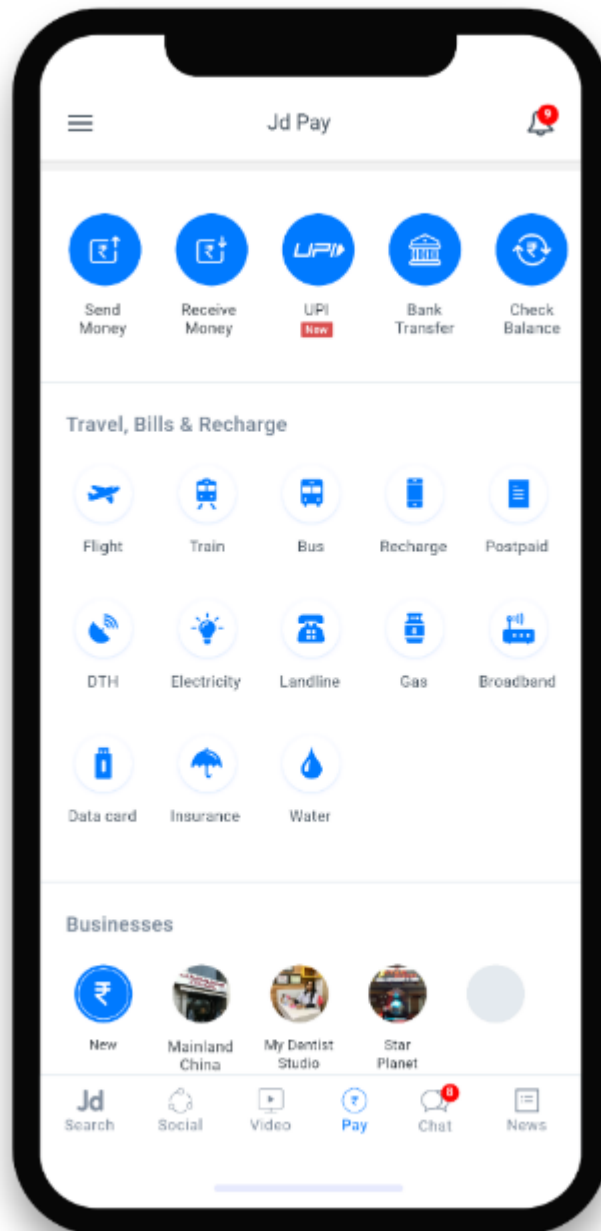 Jd Pay
9
Send Money
Receive Money
UPI
UPI
New
Bank Transfer
Check Balance
Travel, Bills & Recharge
Flight
Train
Bus
Recharge
Postpaid
DTH
Electricity
Landline
Gas
Broadband
Data card
Insurance
Water
Businesses
₹
New
Mainland China
My Dentist Studio
Star Planet
Jd
Search
Social
Video
₹
Pay
8
Chat
News